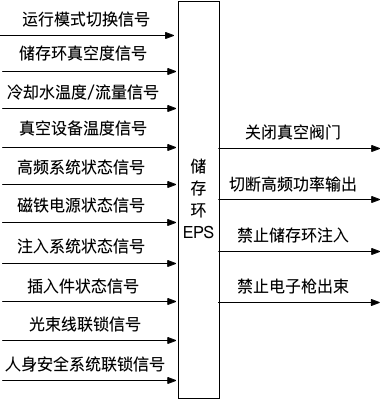 运行模式切换信号
储存环真空度信号
冷却水温度/流量信号
真空设备温度信号
高频系统状态信号
磁铁电源状态信号
注入系统状态信号
插入件状态信号
光束线联锁信号
人身安全系统联锁信号
储
存
环
EPS
关闭真空阀门
切断高频功率输出
禁止储存环注入
禁止电子枪出束